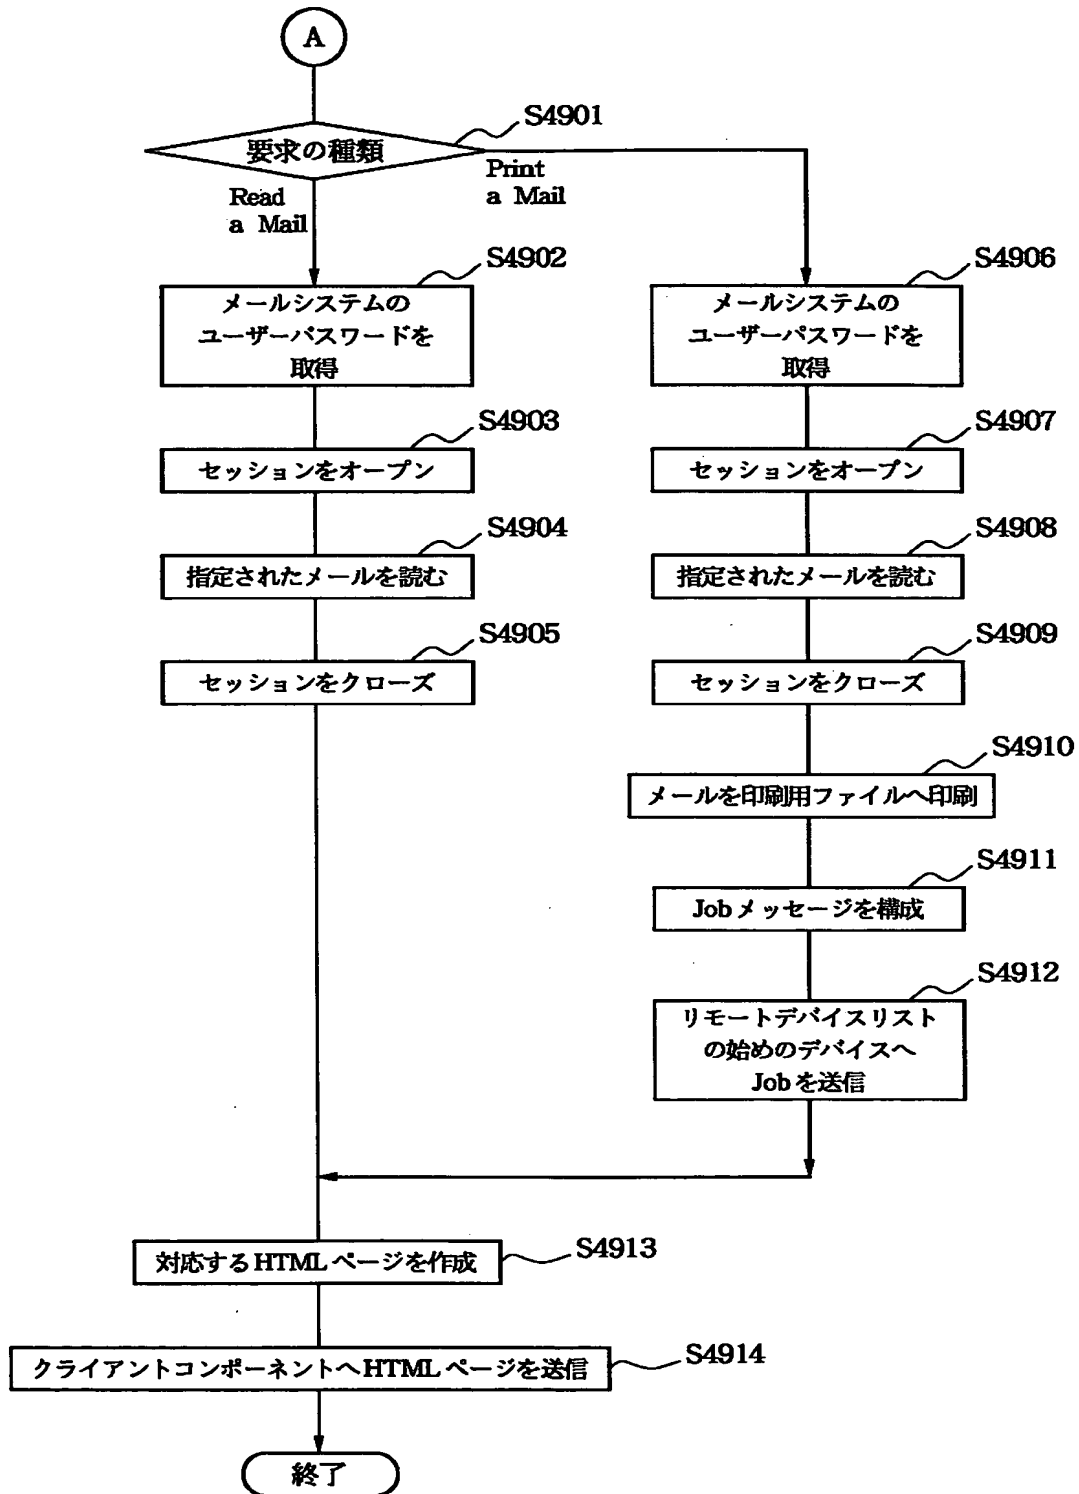 A
S4901
要求の種類
Print
a Mail
Read
a Mail
S4902
メールシステムの
ユーザーパスワードを
取得
S4903
セッションをオープン
S4904
指定されたメールを読む
S4905
セッションをクローズ
S4906
メールシステムの
ユーザーパスワードを
取得
S4907
セッションをオープン
S4908
指定されたメールを読む
S4909
セッションをクローズ
S4910
メールを印刷用ファイルへ印刷
S4911
Jobメッセージを構成
S4912
リモートデバイスリスト
の始めのデバイスへ
Jobを送信
S4913
対応するHTMLページを作成
S4914
クライアントコンポーネントへHTMLページを送信
終了